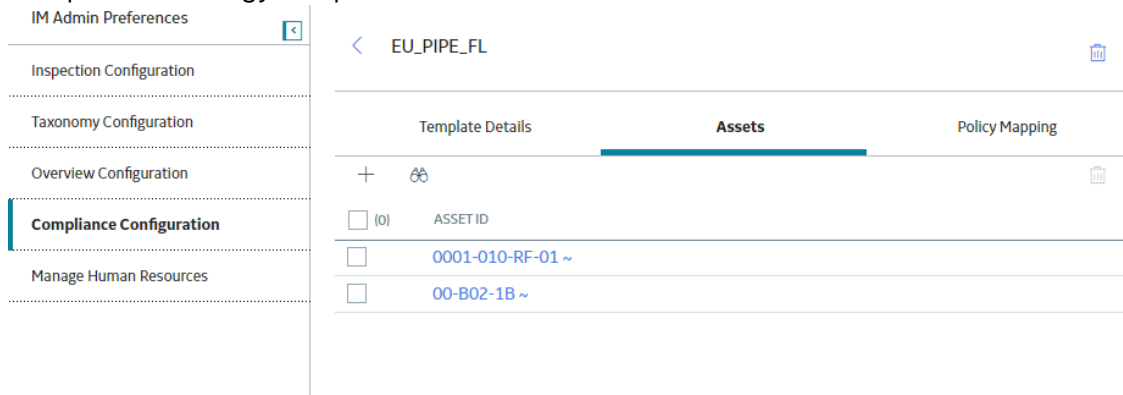 IM Admin Preferences
Inspection Configuration
Taxonomy Configuration
Overview Configuration
Compliance Configuration
Manage Human Resources
EU_PIPE_FL
Template Details
Assets
Policy Mapping
(0) ASSET ID
0001-010-RF-01 ~
00-B02-1B ~